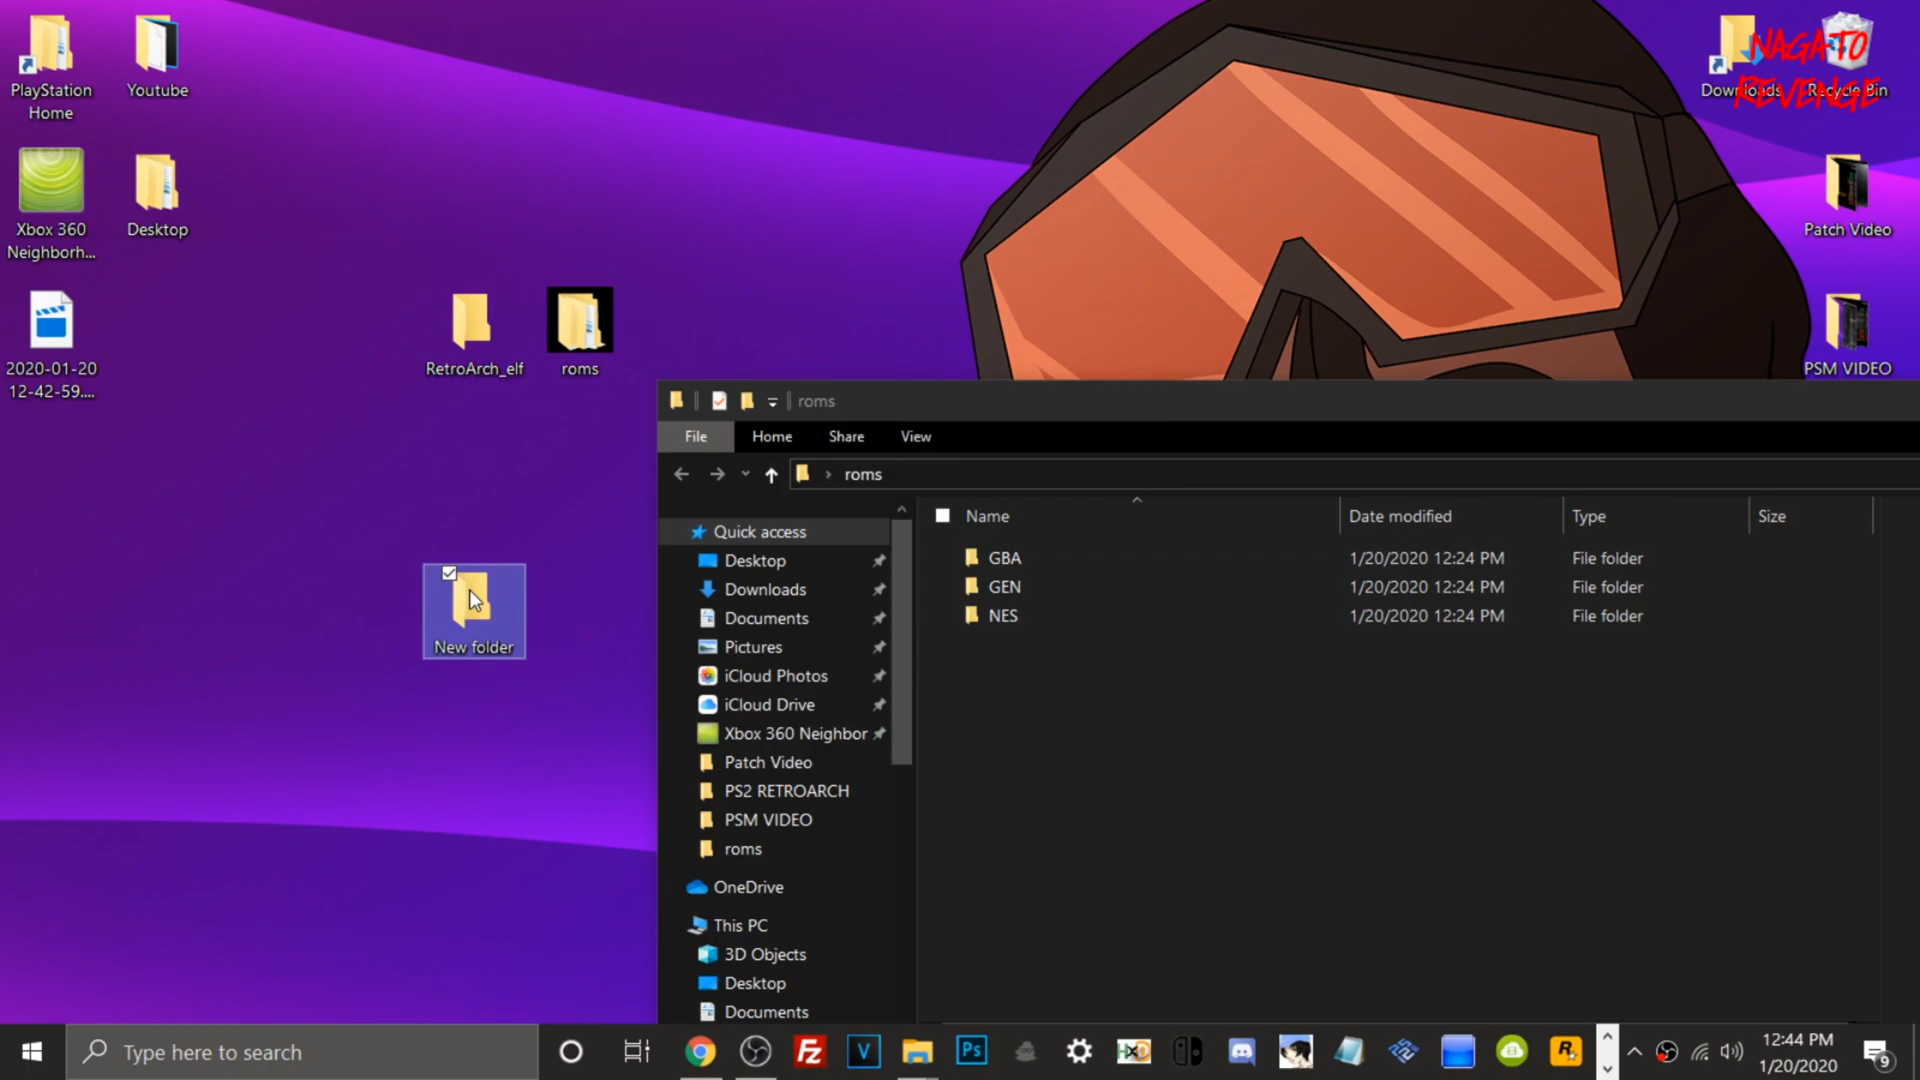 PlayStation
Home
Youtube
Downloads
Recycle Bin
NAGATO
REVENGE
Xbox 360
Neighborh...
Desktop
Patch Video
2020-01-20
12-42-59....
RetroArch_elf
roms
PSM VIDEO
New folder
roms
File
Home
Share
View
roms
Name
Date modified
Type
Size
GBA
1/20/2020 12:24 PM
File folder
GEN
1/20/2020 12:24 PM
File folder
NES
1/20/2020 12:24 PM
File folder
Quick access
Desktop
Downloads
Documents
Pictures
iCloud Photos
iCloud Drive
Xbox 360 Neighbor
Patch Video
PS2 RETROARCH
PSM VIDEO
roms
OneDrive
This PC
3D Objects
Desktop
Documents
Type here to search
Fz
V
Ps
HxD
R
12:44 PM
1/20/2020
9